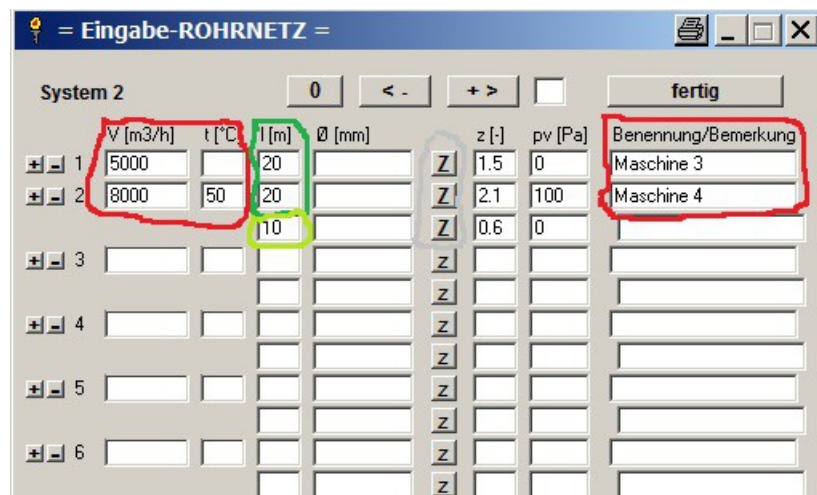 = Eingabe-ROHRNETZ =
System 2 0 < - + > fertig
V [m3/h] t [°C] l [m] Ø [mm] z [-] pv [Pa] Benennung/Bemerkung
+ - 1 5000 20 Z 1.5 0 Maschine 3
+ - 2 8000 50 20 Z 2.1 100 Maschine 4
10 Z 0.6 0
+ - 3 z
z
+ - 4 z
z
+ - 5 z
z
+ - 6 z
z